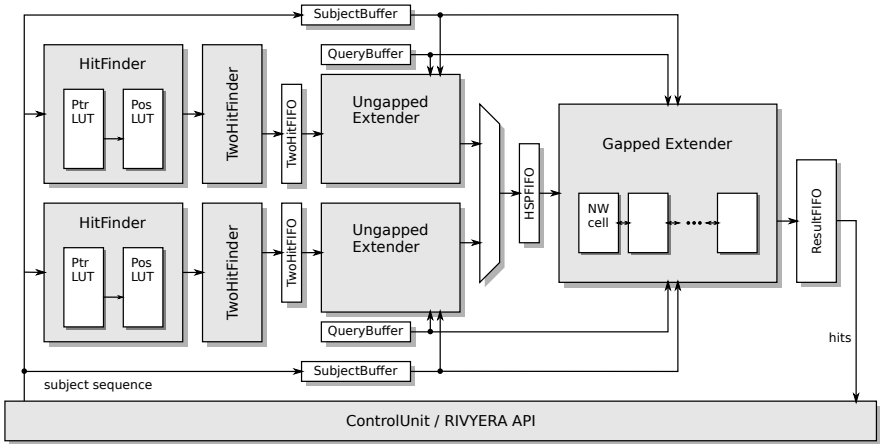 SubjectBuffer
QueryBuffer
HitFinder
Ptr
LUT
Pos
LUT
TwoHitFinder
TwoHitFIFO
Ungapped
Extender
HSPFIFO
Gapped Extender
NW
cell
ResultFIFO
HitFinder
Ptr
LUT
Pos
LUT
TwoHitFinder
TwoHitFIFO
Ungapped
Extender
QueryBuffer
SubjectBuffer
hits
subject sequence
ControlUnit / RIVYERA API